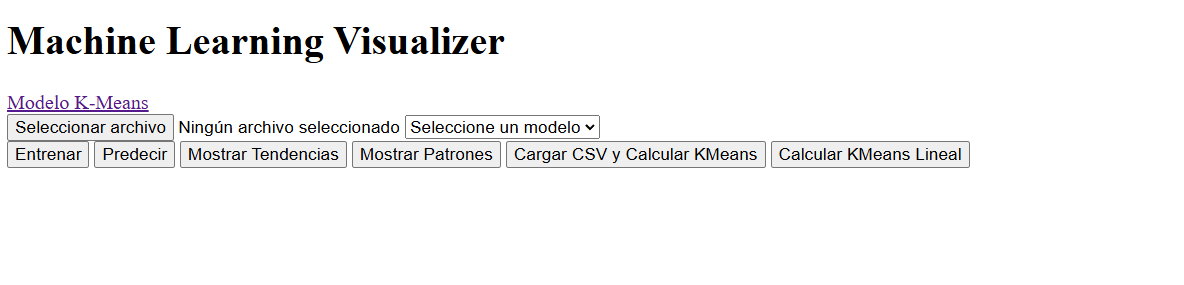 Machine Learning Visualizer
Modelo K-Means
Seleccionar archivo Ningún archivo seleccionado Seleccione un modelo
Entrenar Predecir Mostrar Tendencias Mostrar Patrones Cargar CSV y Calcular KMeans Calcular KMeans Lineal